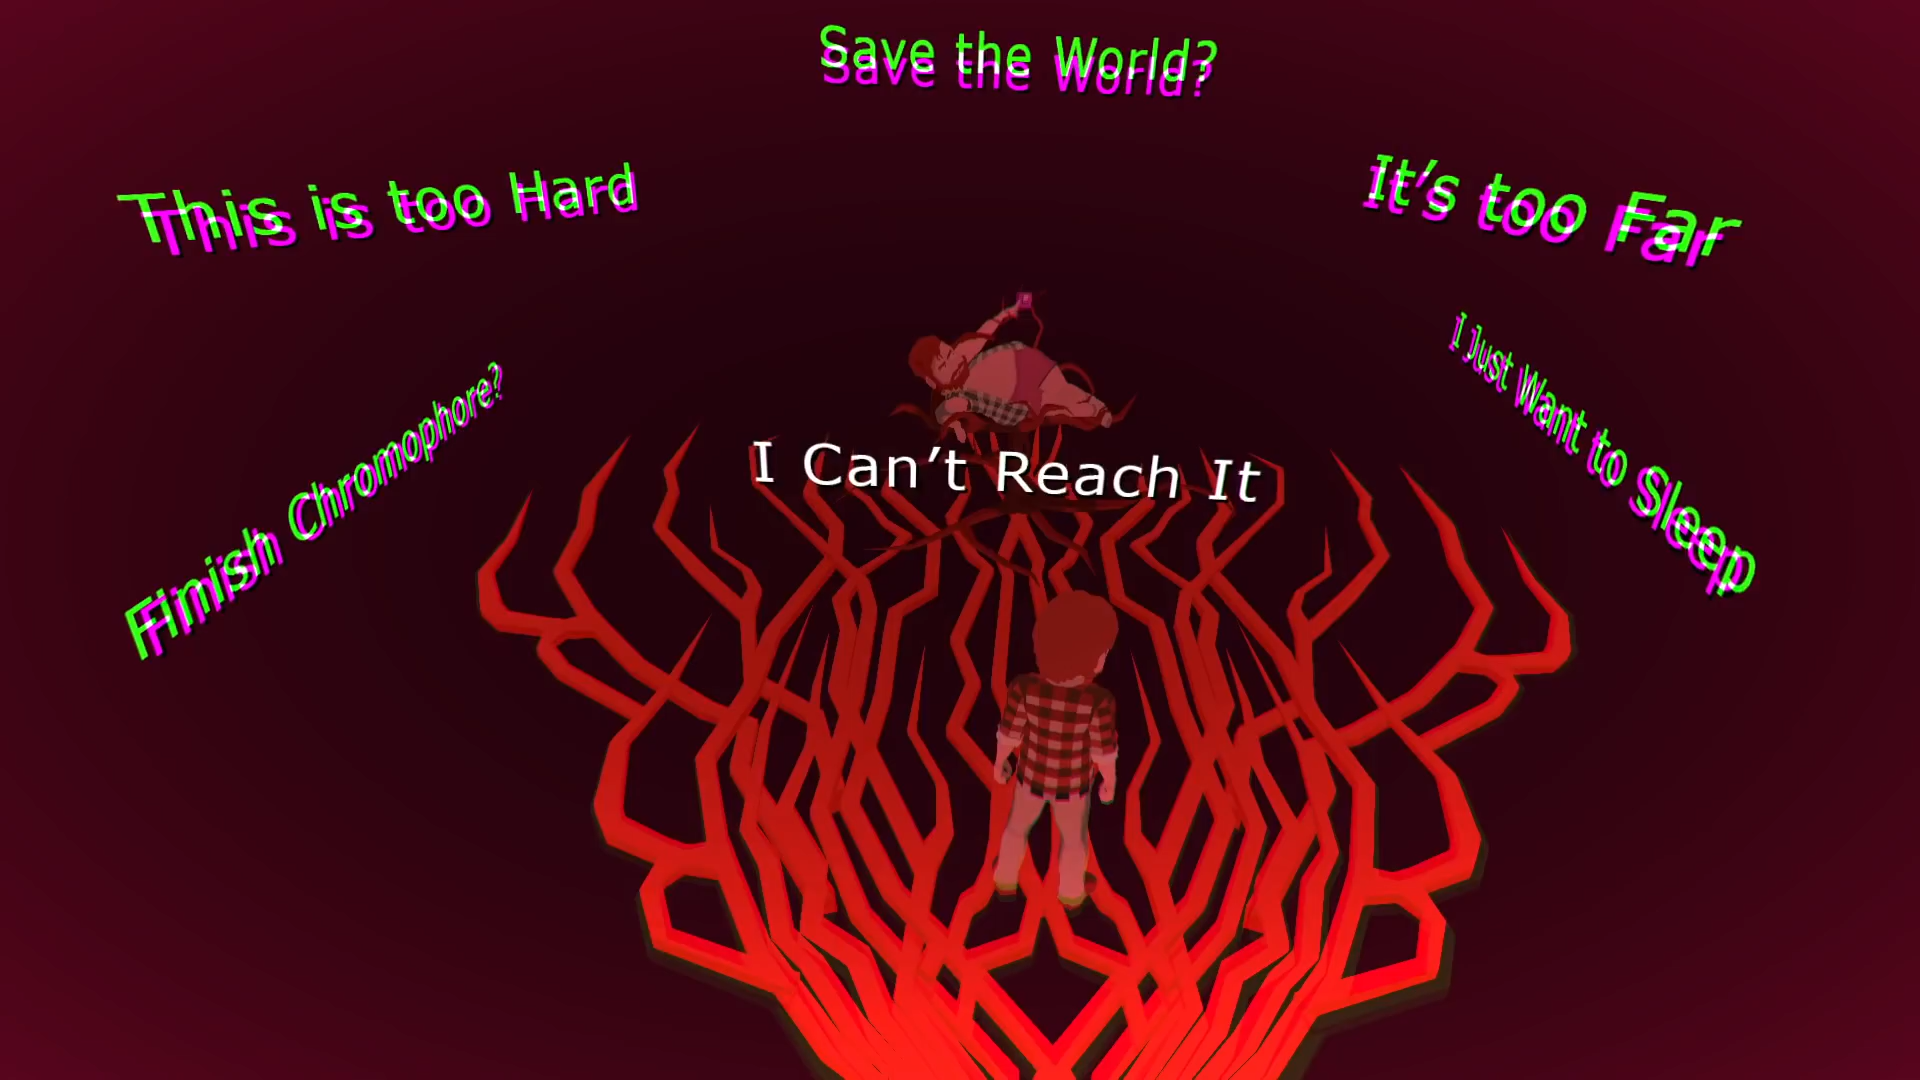 Save the World?
This is too Hard
It's too Far
Finish Chromophore?
I Just Want to Sleep
I Can't Reach It